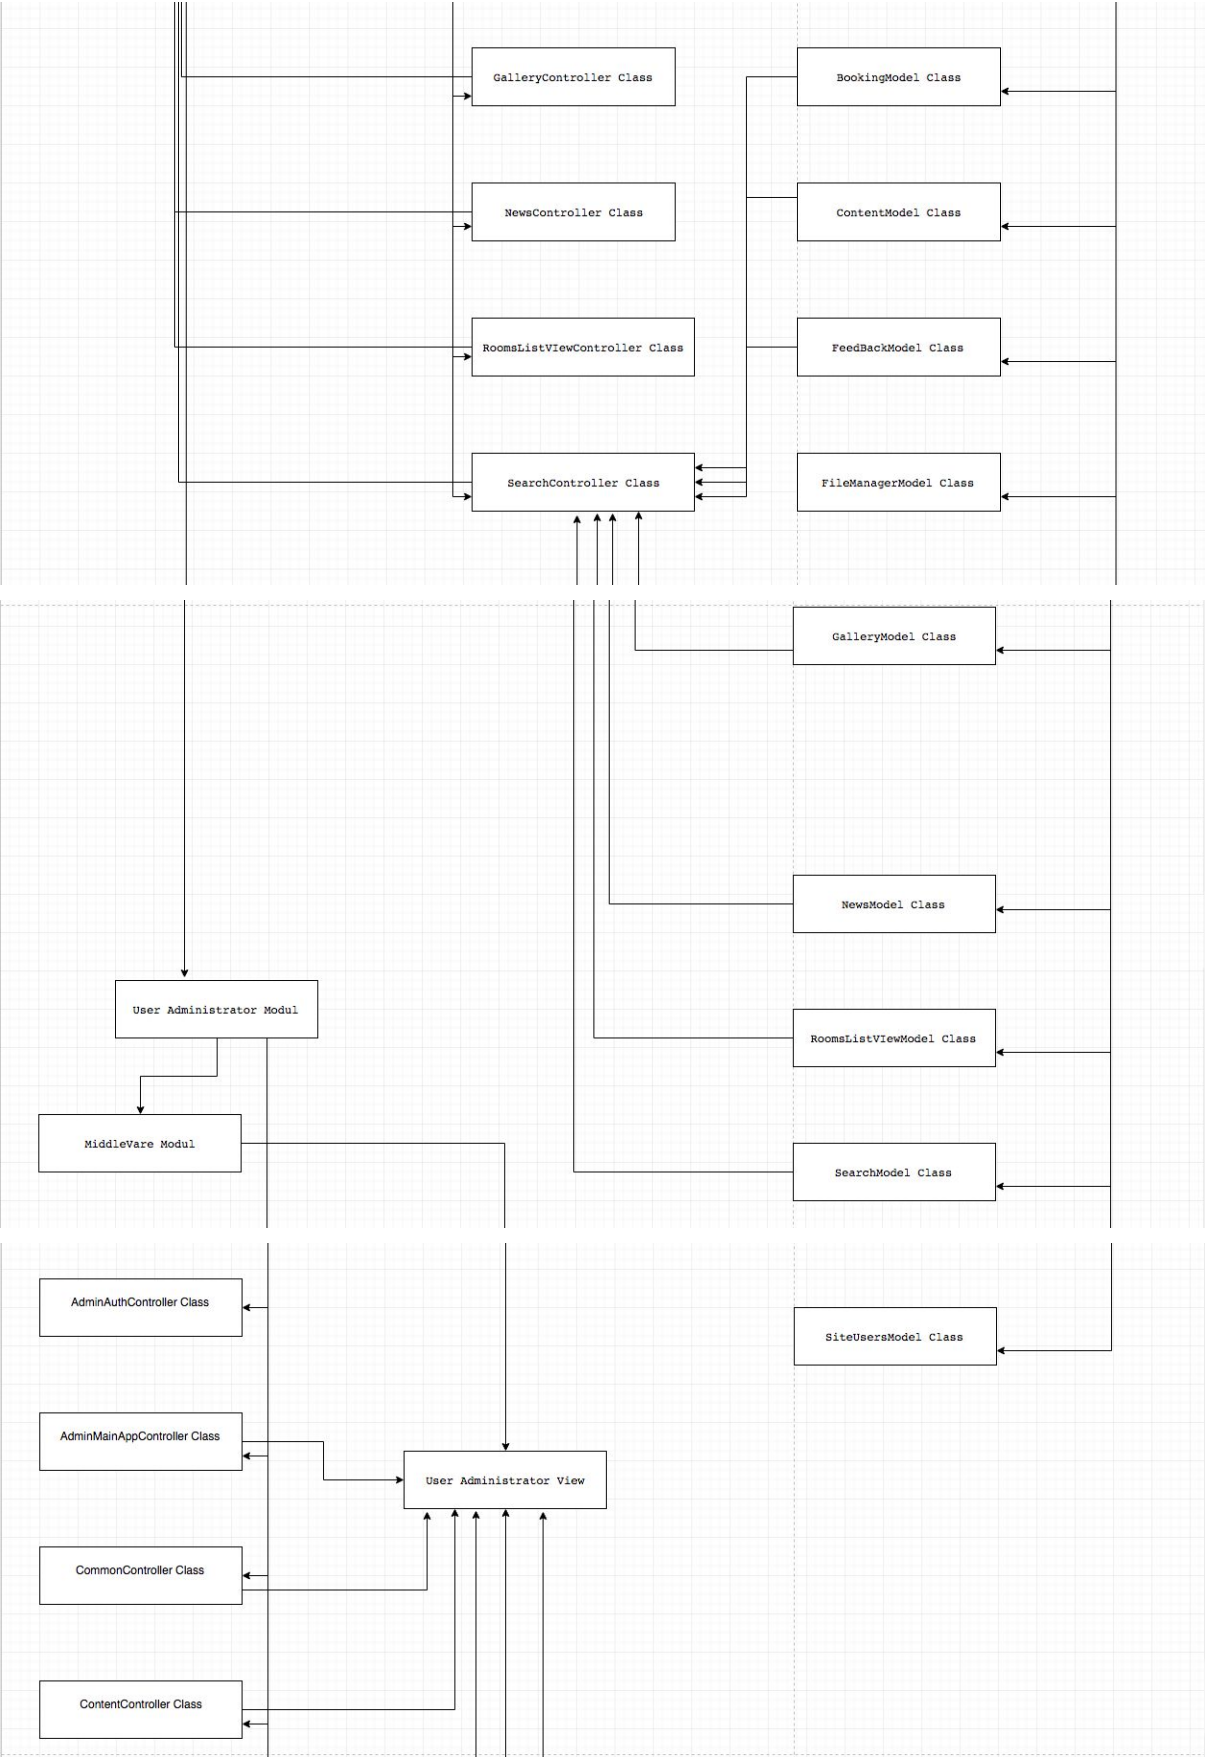 GalleryController Class
BookingModel Class
NewsController Class
ContentModel Class
RoomsListVIewController Class
FeedBackModel Class
SearchController Class
FileManagerModel Class
GalleryModel Class
NewsModel Class
User Administrator Modul
RoomsListVIewModel Class
MiddleVare Modul
SearchModel Class
AdminAuthController Class
SiteUsersModel Class
AdminMainAppController Class
User Administrator View
CommonController Class
ContentController Class